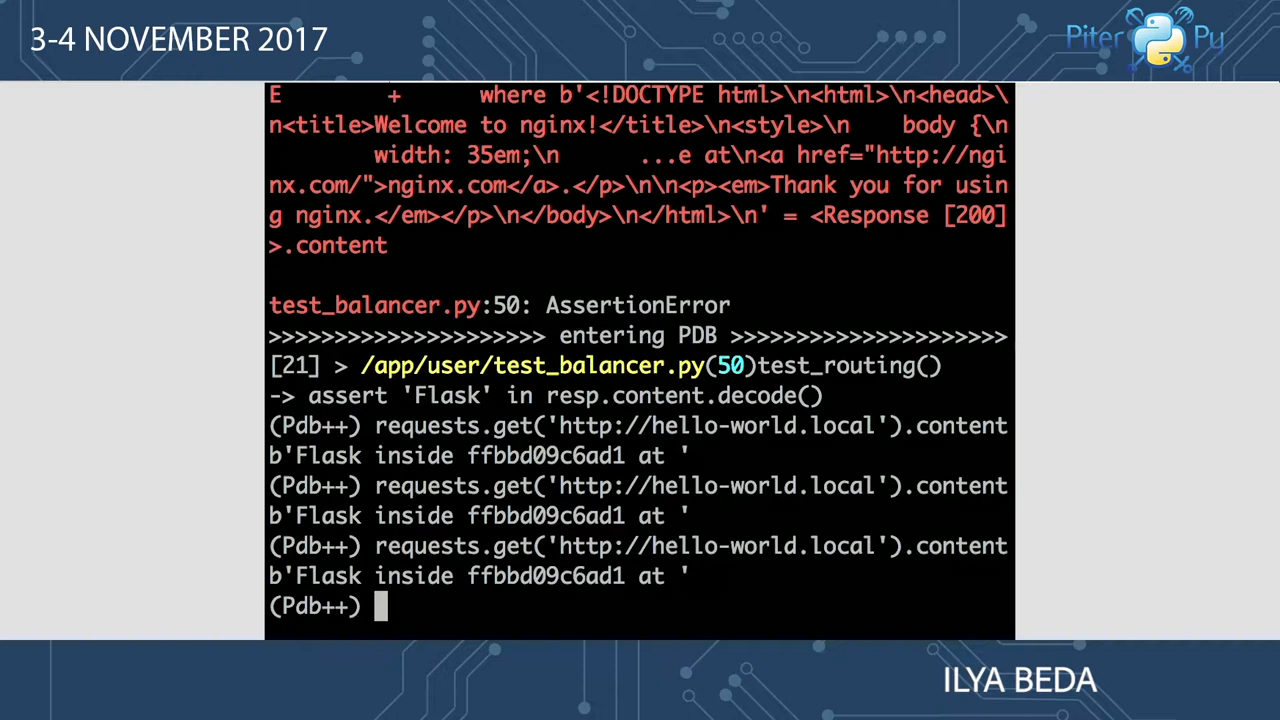 3-4 NOVEMBER 2017
Piter Py
E        +      where b'<!DOCTYPE html>\n<html>\n<head>\
n<title>Welcome to nginx!</title>\n<style>\n    body {\n
        width: 35em;\n      ...e at\n<a href="http://ngi
nx.com/">nginx.com</a>.</p>\n\n<p><em>Thank you for usin
g nginx.</em></p>\n</body>\n</html>\n' = <Response [200]
>.content
test_balancer.py:50: AssertionError
>>>>>>>>>>>>>>>>>>>>> entering PDB >>>>>>>>>>>>>>>>>>>>>
[21] > /app/user/test_balancer.py(50)test_routing()
-> assert 'Flask' in resp.content.decode()
(Pdb++) requests.get('http://hello-world.local').content
b'Flask inside ffbbd09c6ad1 at '
(Pdb++) requests.get('http://hello-world.local').content
b'Flask inside ffbbd09c6ad1 at '
(Pdb++) requests.get('http://hello-world.local').content
b'Flask inside ffbbd09c6ad1 at '
(Pdb++)
ILYA BEDA